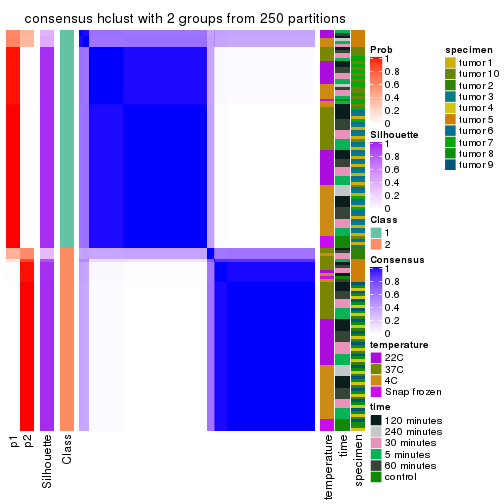 consensus hclust with 2 groups from 250 partitions
Prob
1
0.8
0.6
0.4
0.2
0
Silhouette
1
0.8
0.6
0.4
0.2
0
Class
1
2
Consensus
1
0.8
0.6
0.4
0.2
0
temperature
22C
37C
4C
Snap frozen
time
120 minutes
240 minutes
30 minutes
5 minutes
60 minutes
control
specimen
tumor 1
tumor 10
tumor 2
tumor 3
tumor 4
tumor 5
tumor 6
tumor 7
tumor 8
tumor 9
p1
p2
Silhouette
Class
temperature
time
specimen